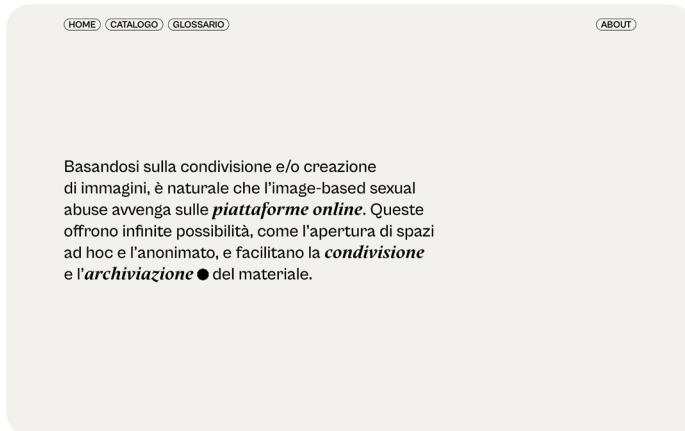 HOME CATALOGO GLOSSARIO ABOUT
Basandosi sulla condivisione e/o creazione
di immagini, è naturale che l'image-based sexual
abuse avvenga sulle piattaforme online. Queste
offrono infinite possibilità, come l'apertura di spazi
ad hoc e l'anonimato, e facilitano la condivisione
e l'archiviazione ● del materiale.